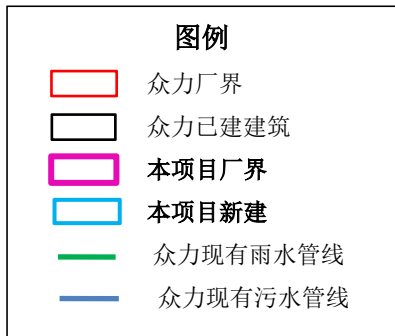 图例
众力厂界
众力已建建筑
本项目厂界
本项目新建
众力现有雨水管线
众力现有污水管线